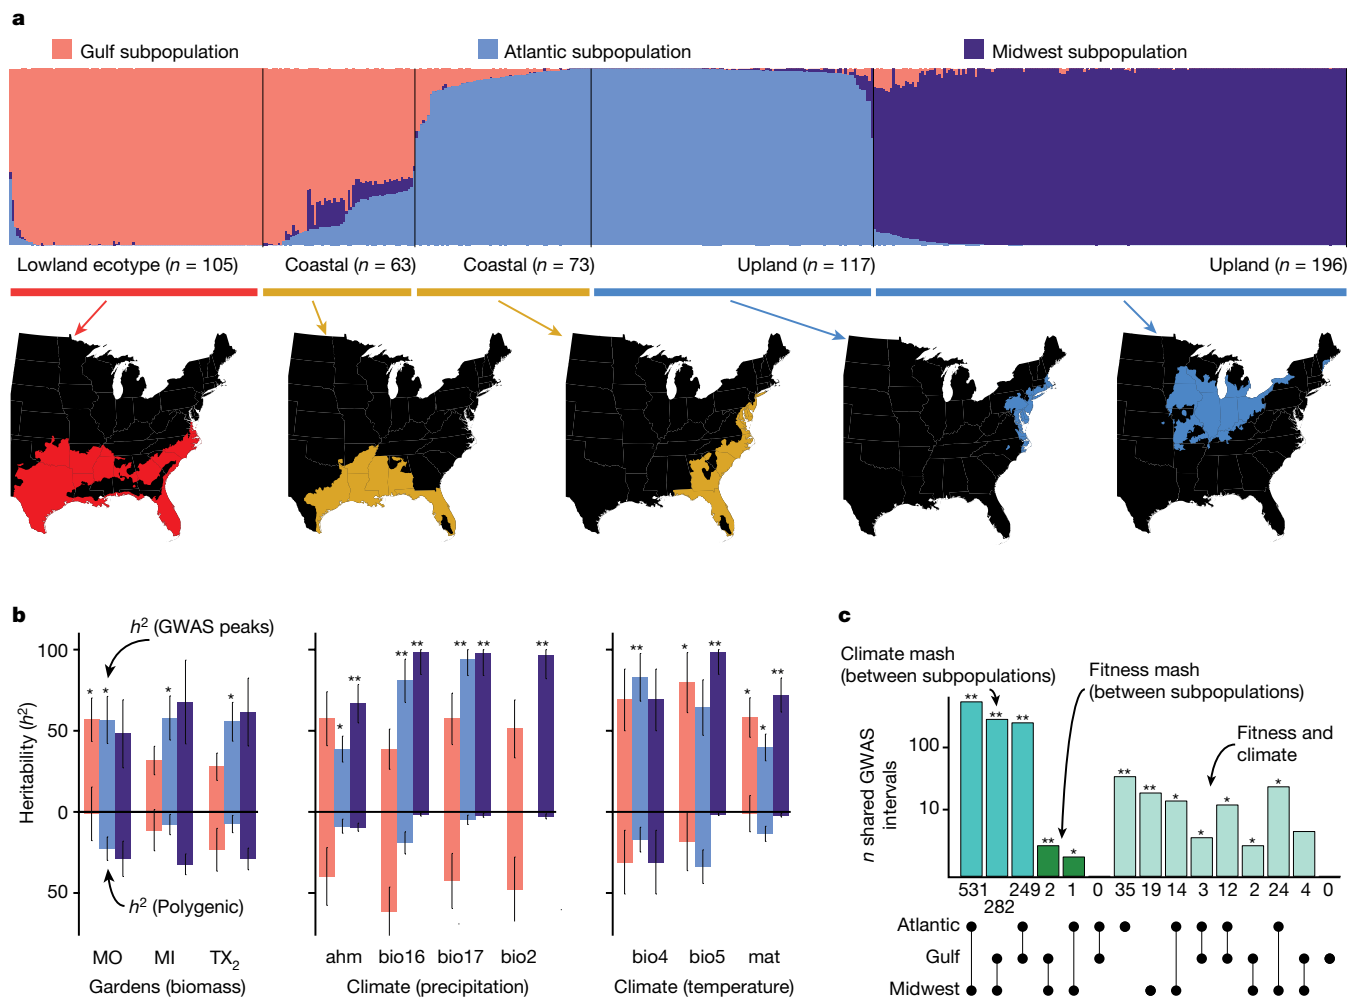 a
Gulf subpopulation
Atlantic subpopulation
Midwest subpopulation
Lowland ecotype (n = 105)
Coastal (n = 63)
Coastal (n = 73)
Upland (n = 117)
Upland (n = 196)
b
h² (GWAS peaks)
Heritability (h²)
100
50
0
50
* * * *
* ** ** ** ** ** **
** * ** * * **
h² (Polygenic)
MO MI TX₂
Gardens (biomass)
ahm bio16 bio17 bio2
Climate (precipitation)
bio4 bio5 mat
Climate (temperature)
c
Climate mash
(between subpopulations)
Fitness mash
(between subpopulations)
Fitness and
climate
n shared GWAS
intervals
100
10
** ** ** ** * ** ** * * * * *
531 282 249 2 1 0 35 19 14 3 12 2 24 4 0
Atlantic
Gulf
Midwest